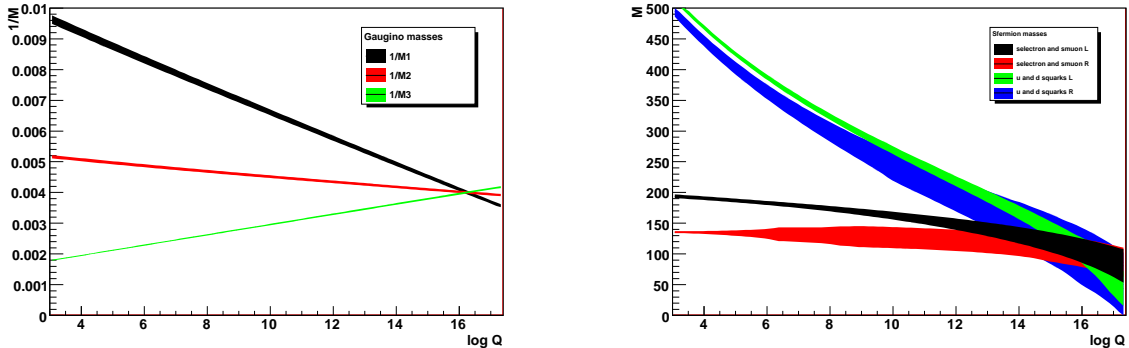 1/M
0.01
0.009
0.008
0.007
0.006
0.005
0.004
0.003
0.002
0.001
0
4
6
8
10
12
14
16
log Q
Gaugino masses
1/M1
1/M2
1/M3
M
500
450
400
350
300
250
200
150
100
50
0
4
6
8
10
12
14
16
log Q
Sfermion masses
selectron and smuon L
selectron and smuon R
u and d squarks L
u and d squarks R